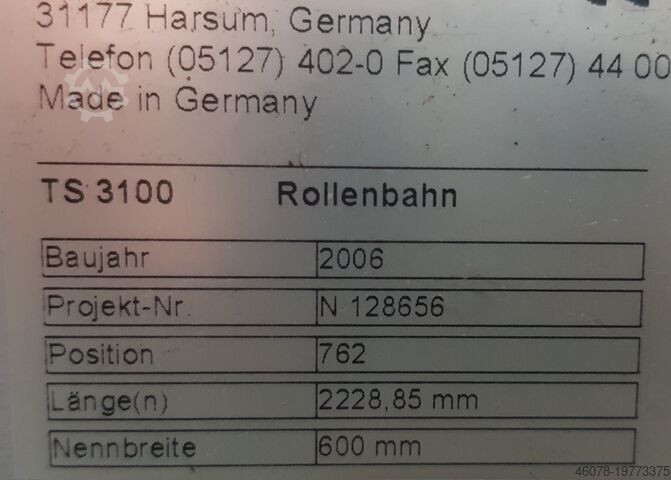 31177 Harsum, Germany
Telefon (05127) 402-0 Fax (05127) 44 00
Made in Germany
TS 3100 Rollenbahn
Baujahr 2006
Projekt-Nr. N 128656
Position 762
Länge(n) 2228,85 mm
Nennbreite 600 mm
46078-19773375